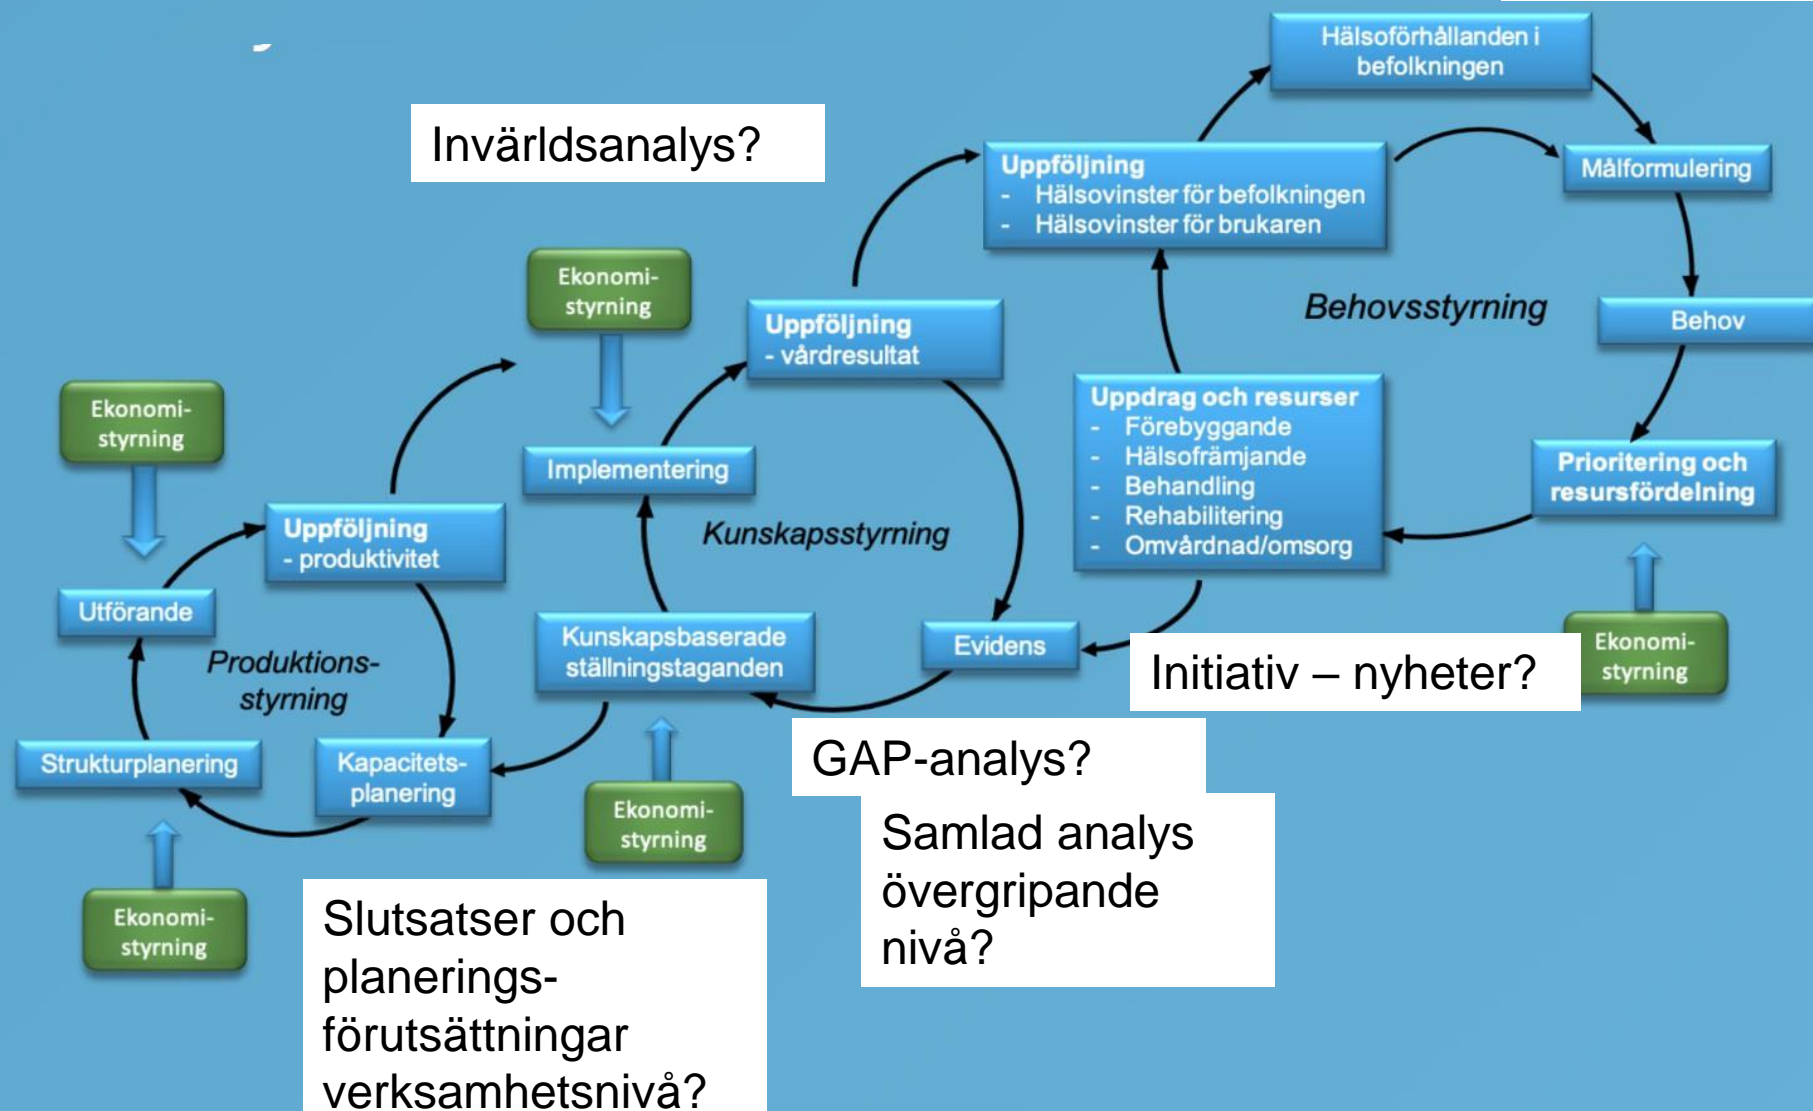 Hälsoförhållanden i
befolkningen
Invärldsanalys?
Uppföljning
- Hälsovinster för befolkningen
- Hälsovinster för brukaren
Målformulering
Ekonomi-
styrning
Uppföljning
- vårdresultat
Behovsstyrning
Behov
Ekonomi-
styrning
Implementering
Uppdrag och resurser
- Förebyggande
- Hälsofrämjande
- Behandling
- Rehabilitering
- Omvårdnad/omsorg
Prioritering och
resursfördelning
Uppföljning
- produktivitet
Kunskapsstyrning
Utförande
Produktions-
styrning
Kunskapsbaserade
ställningstaganden
Evidens
Initiativ – nyheter?
Ekonomi-
styrning
Strukturplanering
Kapacitets-
planering
GAP-analys?
Ekonomi-
styrning
Samlad analys
övergripande
nivå?
Ekonomi-
styrning
Slutsatser och
planerings-
förutsättningar
verksamhetsnivå?